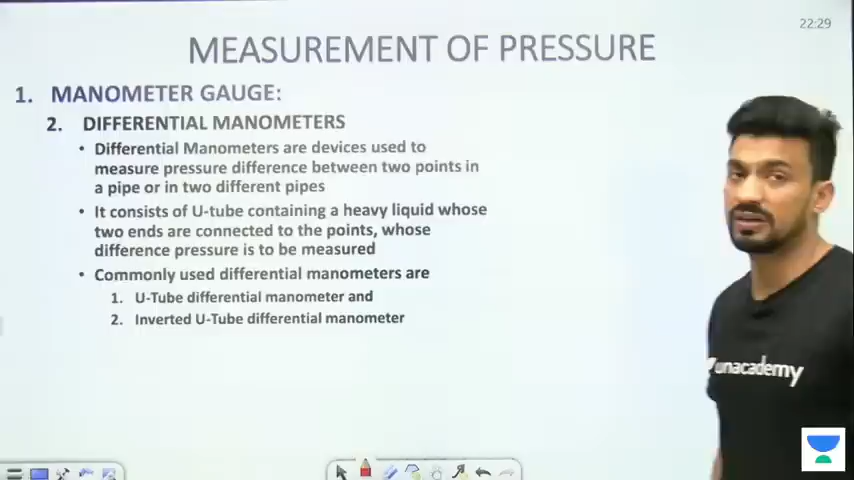 22:29
MEASUREMENT OF PRESSURE
1. MANOMETER GAUGE:
2. DIFFERENTIAL MANOMETERS
• Differential Manometers are devices used to
measure pressure difference between two points in
a pipe or in two different pipes
• It consists of U-tube containing a heavy liquid whose
two ends are connected to the points, whose
difference pressure is to be measured
• Commonly used differential manometers are
1. U-Tube differential manometer and
2. Inverted U-Tube differential manometer
unacademy